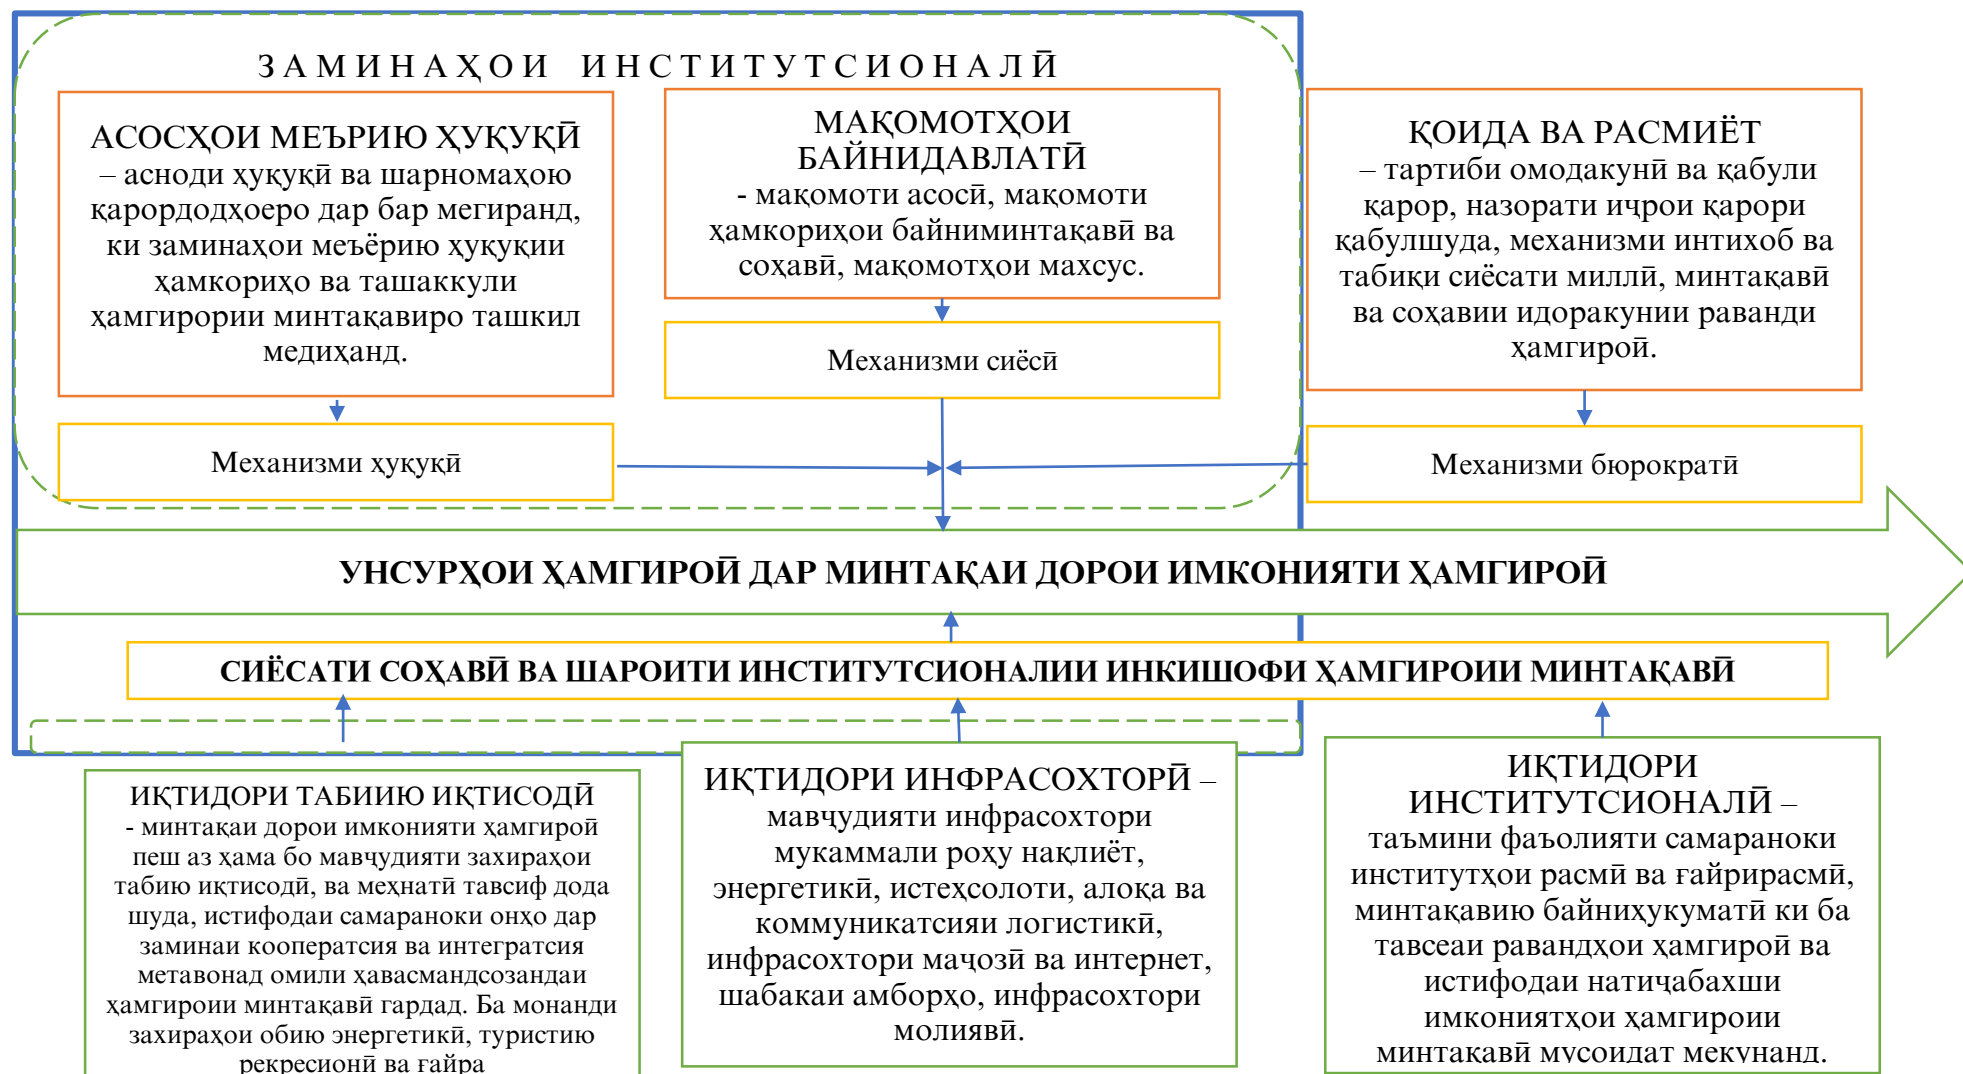 ЗАМИНАҲОИ ИНСТИТУТСИОНАЛӢ
АСОСҲОИ МЕЪРИЮ ҲУҚУҚӢ
– асноди ҳуқуқӣ ва шарномаҳою
қарордодҳоеро дар бар мегиранд,
ки заминаҳои меъёрию ҳуқуқии
ҳамкориҳо ва ташаккули
ҳамгирории минтақавиро ташкил
медиҳанд.
Механизми ҳуқуқӣ
МАҚОМОТҲОИ
БАЙНИДАВЛАТӢ
- мақомоти асосӣ, мақомоти
ҳамкориҳои байниминтақавӣ ва
соҳавӣ, мақомотҳои махсус.
Механизми сиёсӣ
ҚОИДА ВА РАСМИЁТ
– тартиби омодакунӣ ва қабули
қарор, назорати иҷрои қарори
қабулшуда, механизми интихоб ва
табиқи сиёсати миллӣ, минтақавӣ
ва соҳавии идоракунии раванди
ҳамгироӣ.
Механизми бюрократӣ
УНСУРҲОИ ҲАМГИРОӢ ДАР МИНТАҚАИ ДОРОИ ИМКОНИЯТИ ҲАМГИРОӢ
СИЁСАТИ СОҲАВӢ ВА ШАРОИТИ ИНСТИТУТСИОНАЛИИ ИНКИШОФИ ҲАМГИРОИИ МИНТАҚАВӢ
ИҚТИДОРИ ТАБИИЮ ИҚТИСОДӢ
- минтақаи дорои имконияти ҳамгироӣ
пеш аз ҳама бо мавҷудияти захираҳои
табию иқтисодӣ, ва меҳнатӣ тавсиф дода
шуда, истифодаи самараноки онҳо дар
заминаи кооператсия ва интегратсия
метавонад омили ҳавасмандсозандаи
ҳамгироии минтақавӣ гардад. Ба монанди
захираҳои обию энергетикӣ, туристию
рекресионӣ ва ғайра
ИҚТИДОРИ ИНФРАСОХТОРӢ –
мавҷудияти инфрасохтори
мукаммали роҳу нақлиёт,
энергетикӣ, истеҳсолоти, алоқа ва
коммуникатсияи логистикӣ,
инфрасохтори маҷозӣ ва интернет,
шабакаи амборҳо, инфрасохтори
молиявӣ.
ИҚТИДОРИ
ИНСТИТУТСИОНАЛӢ –
таъмини фаъолияти самараноки
институтҳои расмӣ ва ғайрирасмӣ,
минтақавию байниҳукуматӣ ки ба
тавсеаи равандҳои ҳамгироӣ ва
истифодаи натиҷабахши
имкониятҳои ҳамгироии
минтақавӣ мусоидат мекунанд.